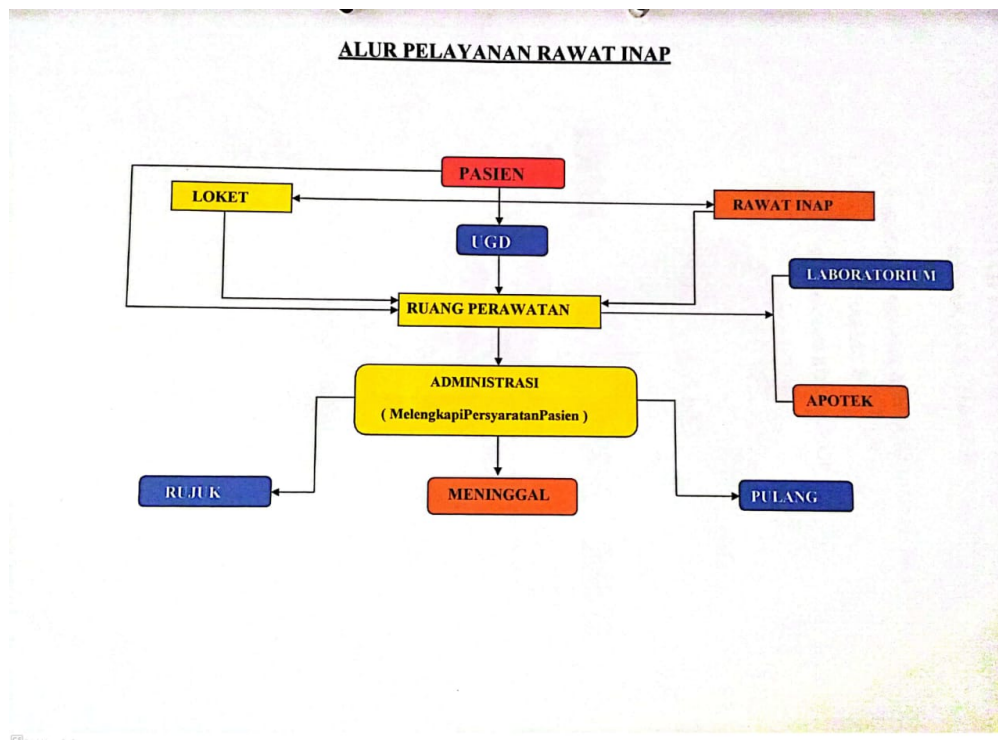 ALUR PELAYANAN RAWAT INAP
PASIEN
LOKET
RAWAT INAP
UGD
LABORATORIUM
RUANG PERAWATAN
ADMINISTRASI
( MelengkapiPersyaratanPasien )
APOTEK
RUJUK
MENINGGAL
PULANG